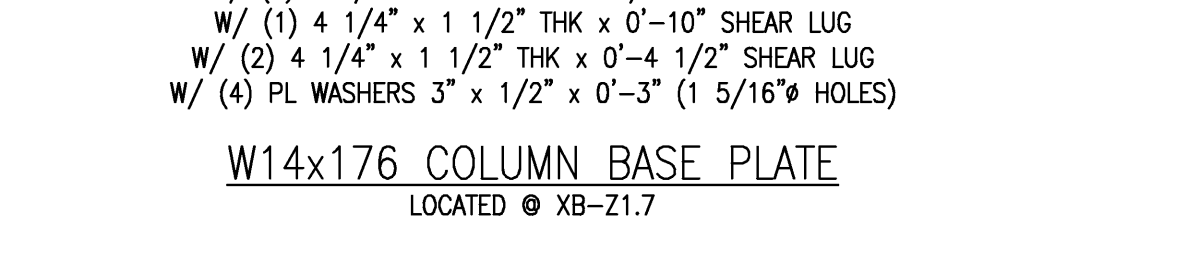 W/ (1) 4 1/4" x 1 1/2" THK x 0'-10" SHEAR LUG
W/ (2) 4 1/4" x 1 1/2" THK x 0'-4 1/2" SHEAR LUG
W/ (4) PL WASHERS 3" x 1/2" x 0'-3" (1 5/16"ø HOLES)
W14x176 COLUMN BASE PLATE
LOCATED @ XB-Z1.7